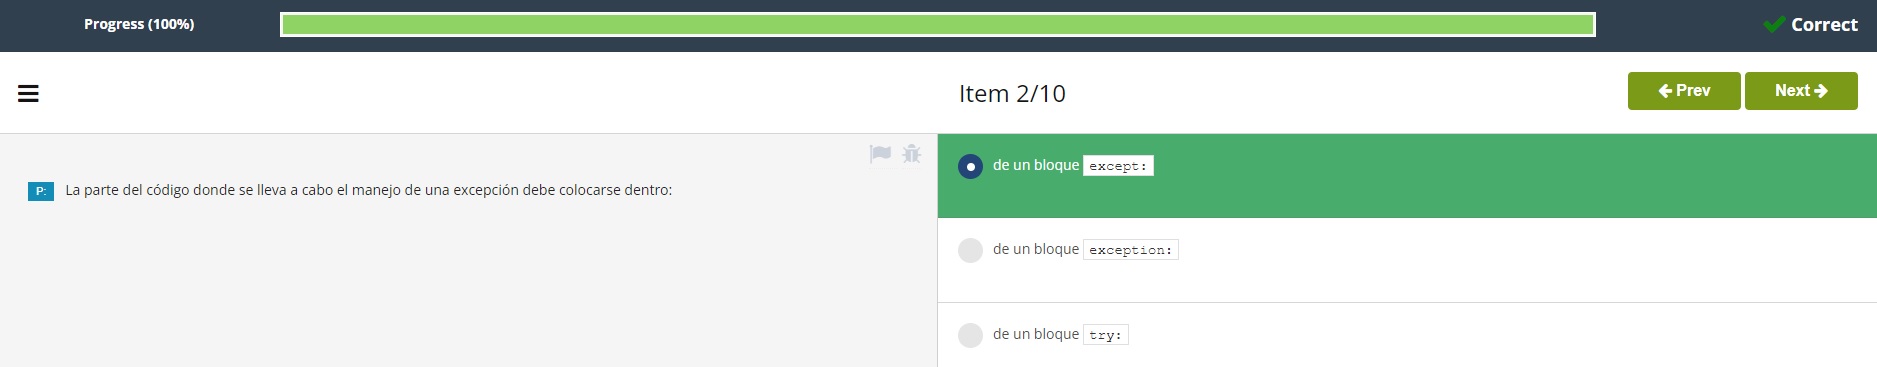 Progress (100%)
Correct
Item 2/10
Prev
Next
P: La parte del código donde se lleva a cabo el manejo de una excepción debe colocarse dentro:
de un bloque except:
de un bloque exception:
de un bloque try: